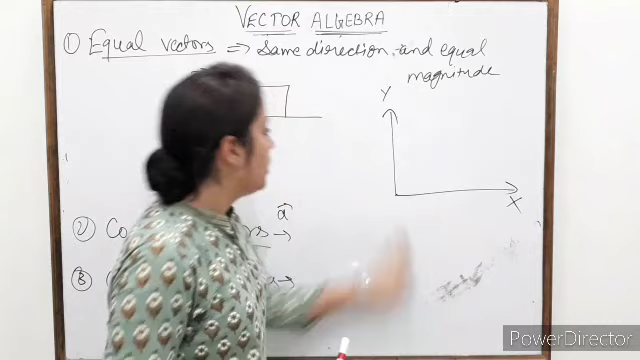 VECTOR ALGEBRA
① Equal vectors ⇒ Same direction and equal
magnitude
Y
X
②
③
PowerDirector